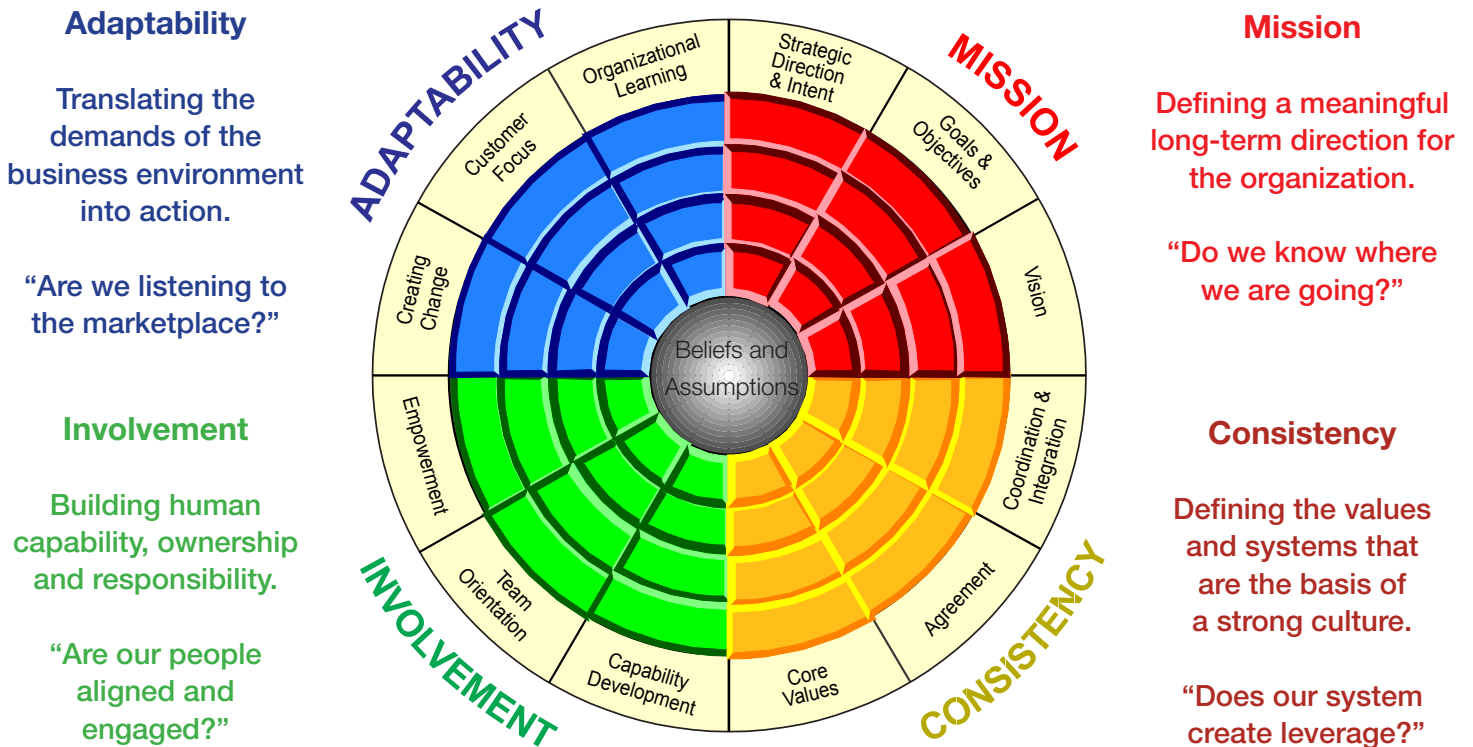 Adaptability
Translating the
demands of the
business environment
into action.
“Are we listening to
the marketplace?”
Involvement
Building human
capability, ownership
and responsibility.
“Are our people
aligned and
engaged?”
ADAPTABILITY
MISSION
INVOLVEMENT
CONSISTENCY
Organizational
Learning
Strategic
Direction
& Intent
Customer
Focus
Goals &
Objectives
Creating
Change
Vision
Beliefs and
Assumptions
Empowerment
Coordination &
Integration
Team
Orientation
Agreement
Capability
Development
Core
Values
Mission
Defining a meaningful
long-term direction for
the organization.
“Do we know where
we are going?”
Consistency
Defining the values
and systems that
are the basis of
a strong culture.
“Does our system
create leverage?”